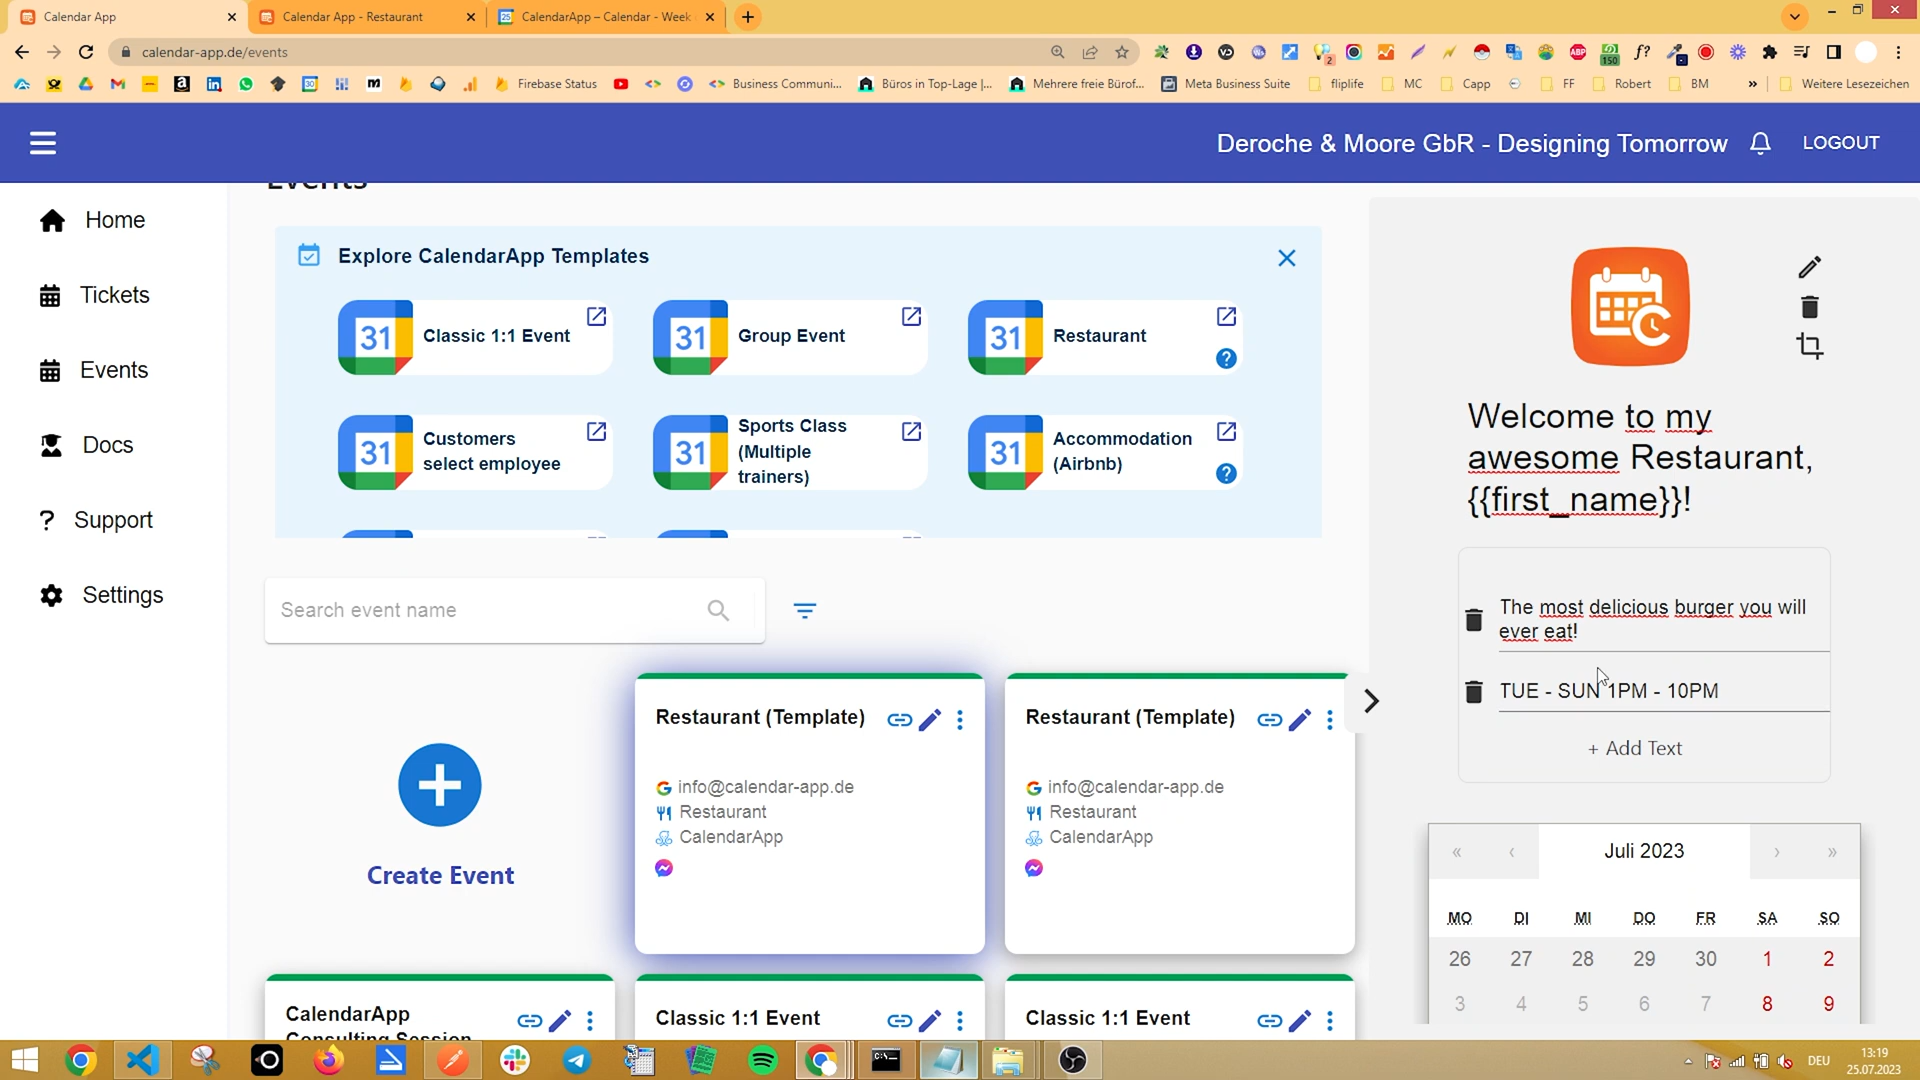 Calendar App
Calendar App - Restaurant
CalendarApp – Calendar - Week
calendar-app.de/events
Firebase Status
Business Communi...
Büros in Top-Lage |...
Mehrere freie Bürof...
Meta Business Suite
fliplife
MC
Capp
FF
Robert
BM
»
Weitere Lesezeichen
Deroche & Moore GbR - Designing Tomorrow
LOGOUT
Home
Tickets
Events
Docs
Support
Settings
Events
Explore CalendarApp Templates
31
Classic 1:1 Event
31
Group Event
31
Restaurant
31
Customers
select employee
31
Sports Class
(Multiple
trainers)
31
Accommodation
(Airbnb)
Search event name
Create Event
Restaurant (Template)
info@calendar-app.de
Restaurant
CalendarApp
Restaurant (Template)
info@calendar-app.de
Restaurant
CalendarApp
CalendarApp
Consulting Session
Classic 1:1 Event
Classic 1:1 Event
Welcome to my
awesome Restaurant,
{{first_name}}!
The most delicious burger you will
ever eat!
TUE - SUN 1PM - 10PM
+ Add Text
« ‹ Juli 2023 › »
MO DI MI DO FR SA SO
26 27 28 29 30 1 2
3 4 5 6 7 8 9
DEU
13:19
25.07.2023